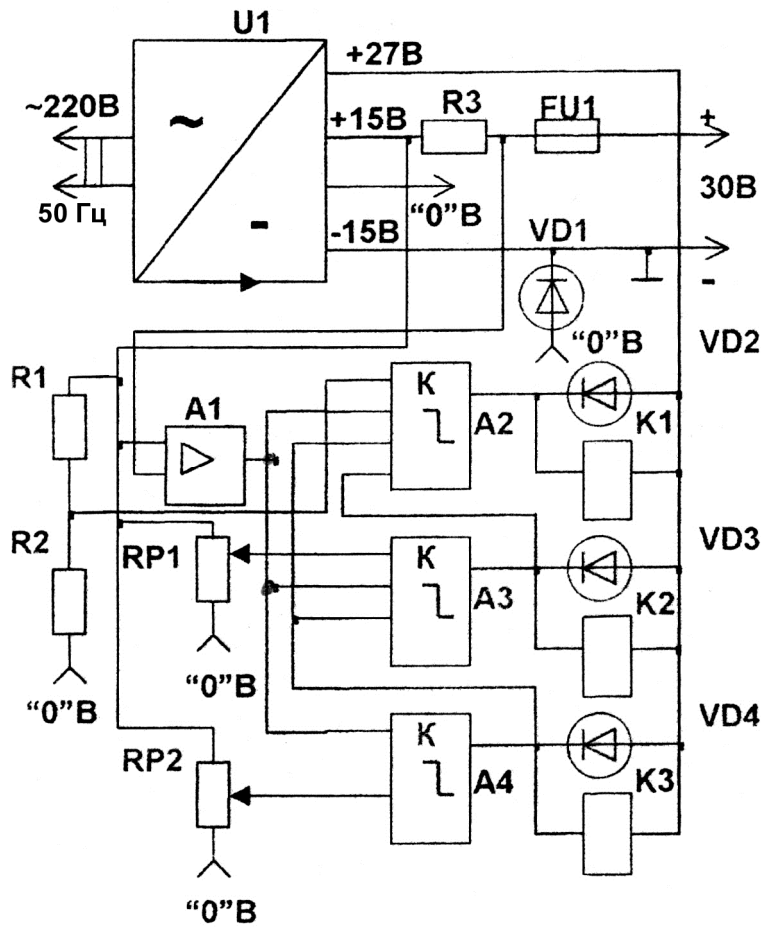 U1
+27В
~220В
~
+15В
R3
FU1
+
50 Гц
-
"0"В
30В
-15В
VD1
-
"0"В
VD2
R1
A1
К
A2
K1
R2
RP1
VD3
К
A3
K2
"0"В
"0"В
VD4
RP2
К
A4
K3
"0"В